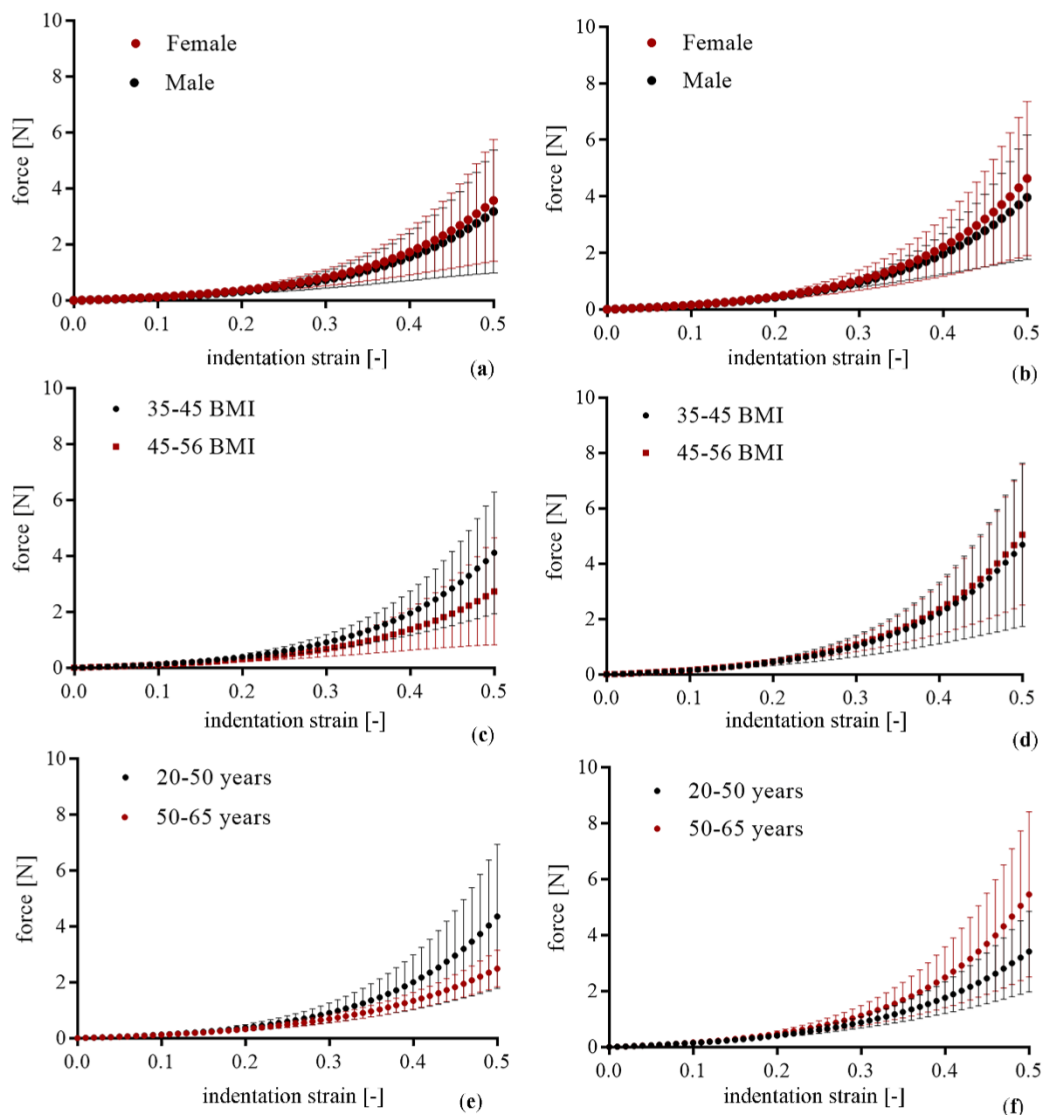 10
8
6
4
2
0
force [N]
Female
Male
0.0 0.1 0.2 0.3 0.4 0.5
indentation strain [-]
(a)
10
8
6
4
2
0
force [N]
Female
Male
0.0 0.1 0.2 0.3 0.4 0.5
indentation strain [-]
(b)
10
8
6
4
2
0
force [N]
35-45 BMI
45-56 BMI
0.0 0.1 0.2 0.3 0.4 0.5
indentation strain [-]
(c)
10
8
6
4
2
0
force [N]
35-45 BMI
45-56 BMI
0.0 0.1 0.2 0.3 0.4 0.5
indentation strain [-]
(d)
10
8
6
4
2
0
force [N]
20-50 years
50-65 years
0.0 0.1 0.2 0.3 0.4 0.5
indentation strain [-]
(e)
10
8
6
4
2
0
force [N]
20-50 years
50-65 years
0.0 0.1 0.2 0.3 0.4 0.5
indentation strain [-]
(f)